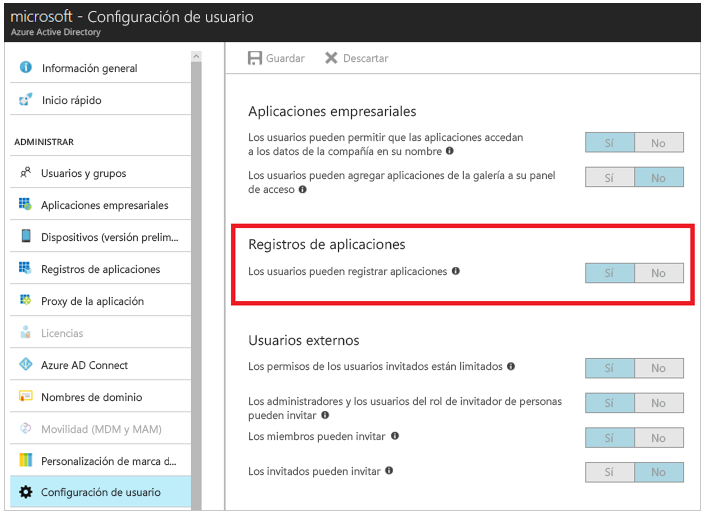 microsoft - Configuración de usuario
Azure Active Directory
Información general
Inicio rápido
ADMINISTRAR
Usuarios y grupos
Aplicaciones empresariales
Dispositivos (versión prelim...
Registros de aplicaciones
Proxy de la aplicación
Licencias
Azure AD Connect
Nombres de dominio
Movilidad (MDM y MAM)
Personalización de marca d...
Configuración de usuario
Guardar Descartar
Aplicaciones empresariales
Los usuarios pueden permitir que las aplicaciones accedan
a los datos de la compañía en su nombre
Sí No
Los usuarios pueden agregar aplicaciones de la galería a su panel
de acceso
Sí No
Registros de aplicaciones
Los usuarios pueden registrar aplicaciones
Sí No
Usuarios externos
Los permisos de los usuarios invitados están limitados
Sí No
Los administradores y los usuarios del rol de invitador de personas
pueden invitar
Sí No
Los miembros pueden invitar
Sí No
Los invitados pueden invitar
Sí No